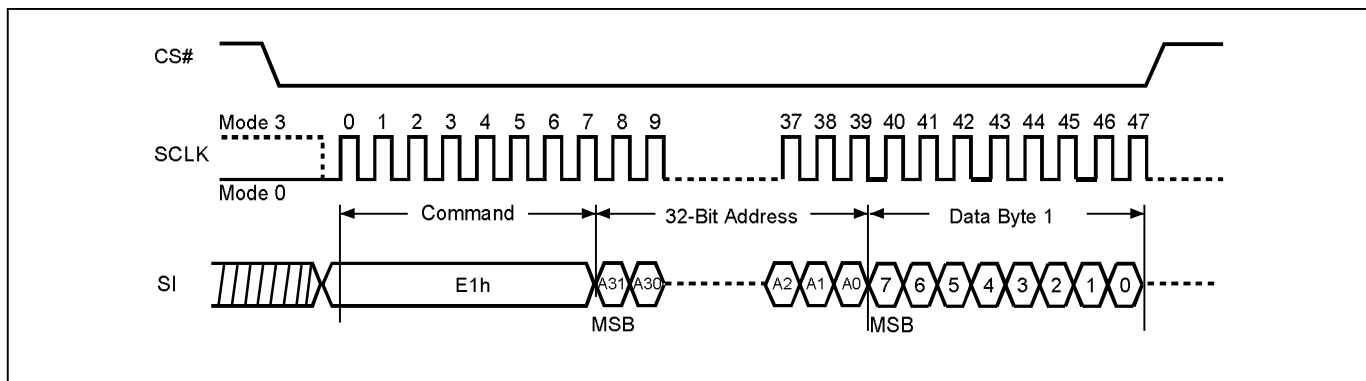 CS#
Mode 3 0 1 2 3 4 5 6 7 8 9 37 38 39 40 41 42 43 44 45 46 47
SCLK
Mode 0
Command 32-Bit Address Data Byte 1
SI E1h A31 A30 A2 A1 A0 7 6 5 4 3 2 1 0
MSB MSB